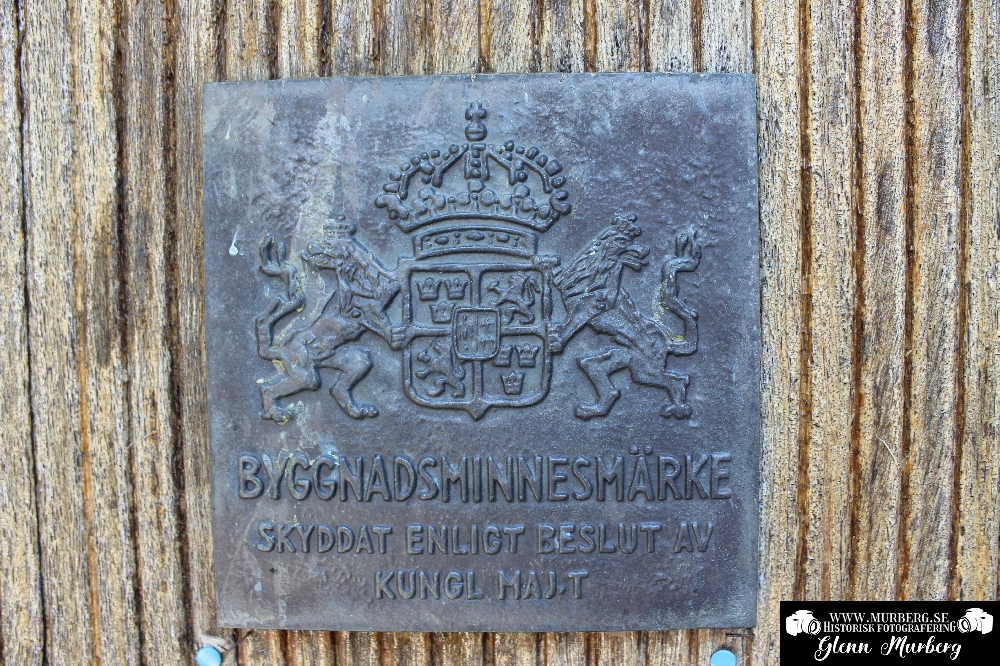 BYGGNADSMINNESMÄRKE
SKYDDAT ENLIGT BESLUT AV
KUNGL MAJ.T
WWW.MURBERG.SE
HISTORISK FOTOGRAFERING
Glenn Murberg